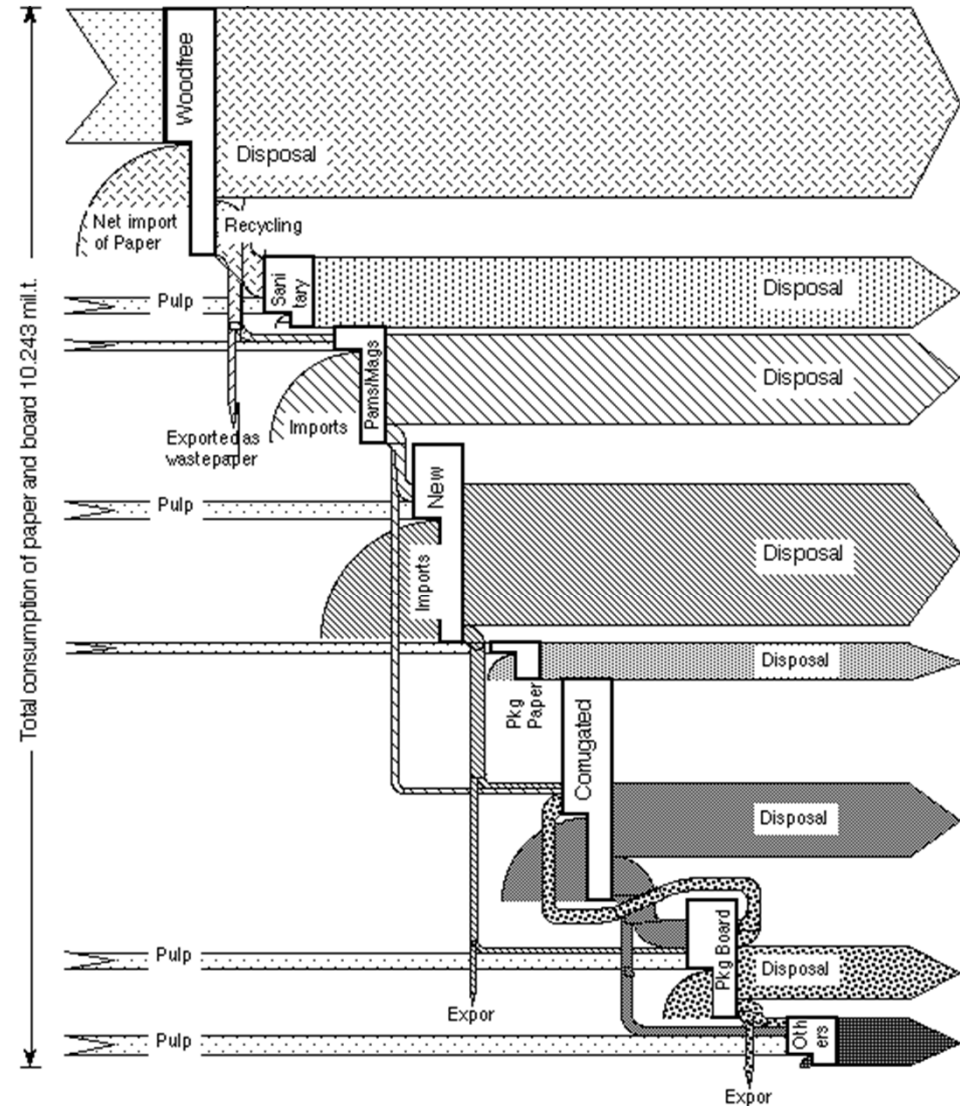 Total consumption of paper and board 10.243 mil.t.
Woodfree
Disposal
Net import
of Paper
Recycling
Sani
tary
Disposal
Pulp
Pams/Mags
Disposal
Imports
Exported as
wastepaper
New
Pulp
Disposal
Imports
Disposal
Pkg
Paper
Corrugated
Disposal
Pkg Board
Pulp
Disposal
Expor
Oth
ers
Pulp
Expor